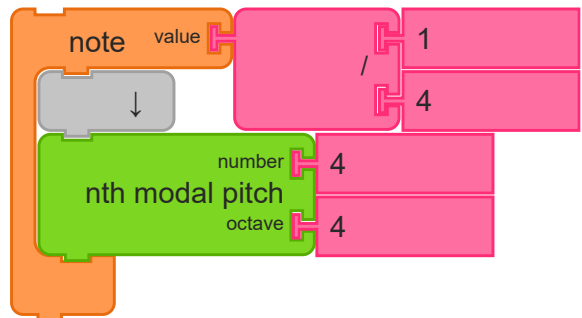 note value 1
/
4
↓
number 4
nth modal pitch
octave 4